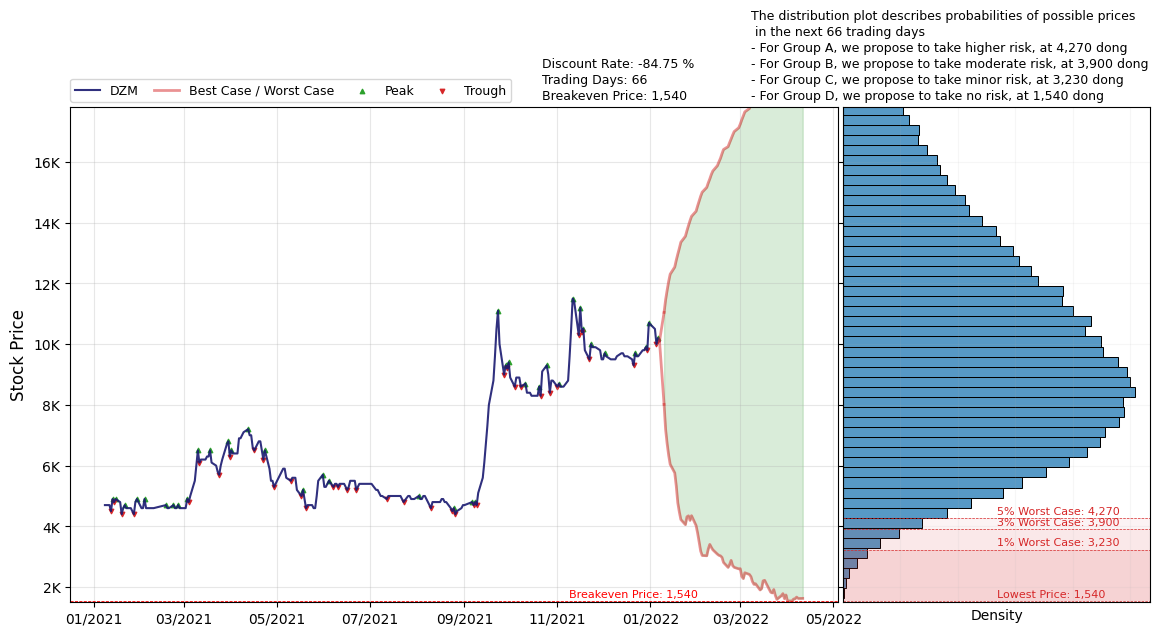 The distribution plot describes probabilities of possible prices
in the next 66 trading days
- For Group A, we propose to take higher risk, at 4,270 dong
- For Group B, we propose to take moderate risk, at 3,900 dong
- For Group C, we propose to take minor risk, at 3,230 dong
- For Group D, we propose to take no risk, at 1,540 dong
Discount Rate: -84.75 %
Trading Days: 66
Breakeven Price: 1,540
DZM
Best Case / Worst Case
Peak
Trough
Stock Price
16K
14K
12K
10K
8K
6K
4K
2K
Breakeven Price: 1,540
5% Worst Case: 4,270
3% Worst Case: 3,900
1% Worst Case: 3,230
Lowest Price: 1,540
01/2021
03/2021
05/2021
07/2021
09/2021
11/2021
01/2022
03/2022
05/2022
Density